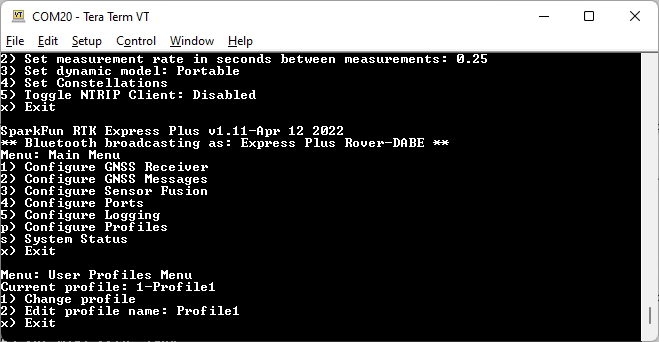 COM20 - Tera Term VT
File Edit Setup Control Window Help
2) Set measurement rate in seconds between measurements: 0.25
3) Set dynamic model: Portable
4) Set Constellations
5) Toggle NTRIP Client: Disabled
x) Exit
SparkFun RTK Express Plus v1.11-Apr 12 2022
** Bluetooth broadcasting as: Express Plus Rover-DABE **
Menu: Main Menu
1) Configure GNSS Receiver
2) Configure GNSS Messages
3) Configure Sensor Fusion
4) Configure Ports
5) Configure Logging
p) Configure Profiles
s) System Status
x) Exit
Menu: User Profiles Menu
Current profile: 1-Profile1
1) Change profile
2) Edit profile name: Profile1
x) Exit